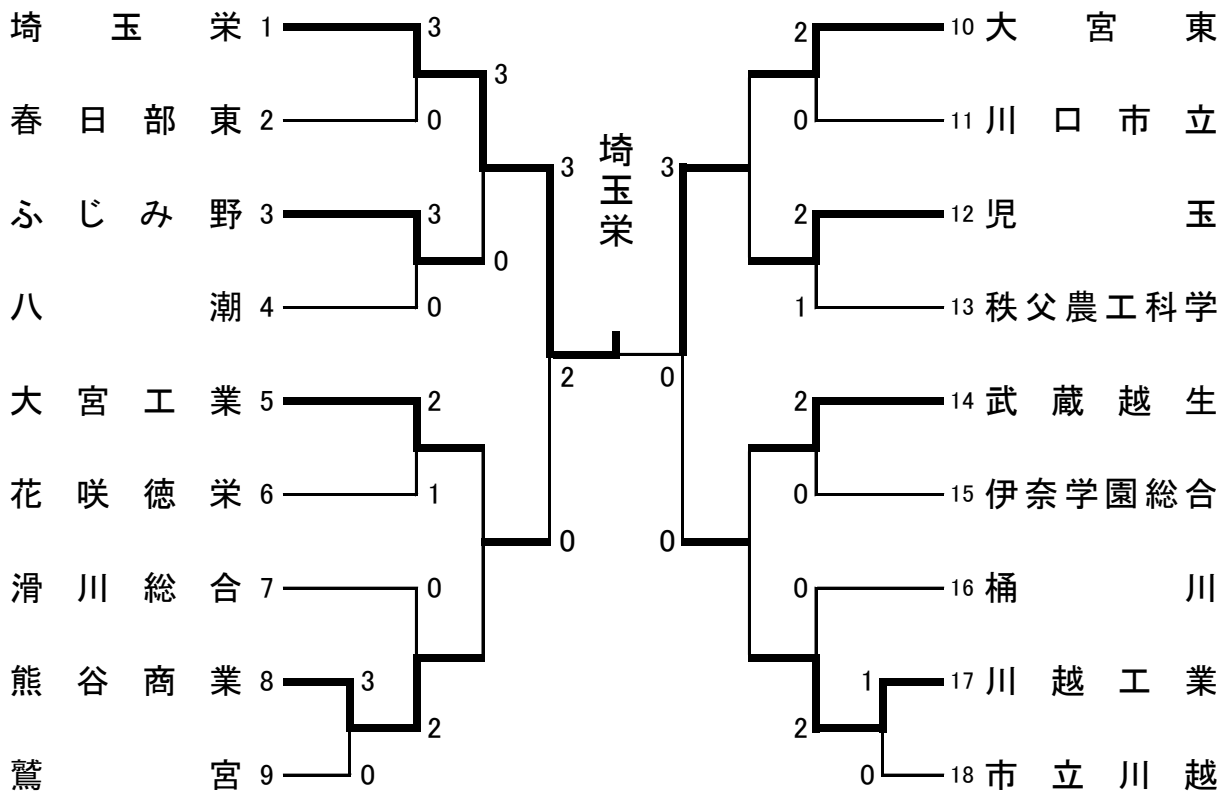 埼玉栄 1 3
3
春日部東 2 0
3
ふじみ野 3 3
0
八潮 4 0
2
大宮工業 5 2
花咲徳栄 6 1
0
滑川総合 7 0
熊谷商業 8 3
2
鷲宮 9 0
埼玉栄
2 10 大宮東
0 11 川口市立
3
2 12 児玉
1 13 秩父農工科学
0
2 14 武蔵越生
0 15 伊奈学園総合
0
0 16 桶川
1 17 川越工業
2
0 18 市立川越